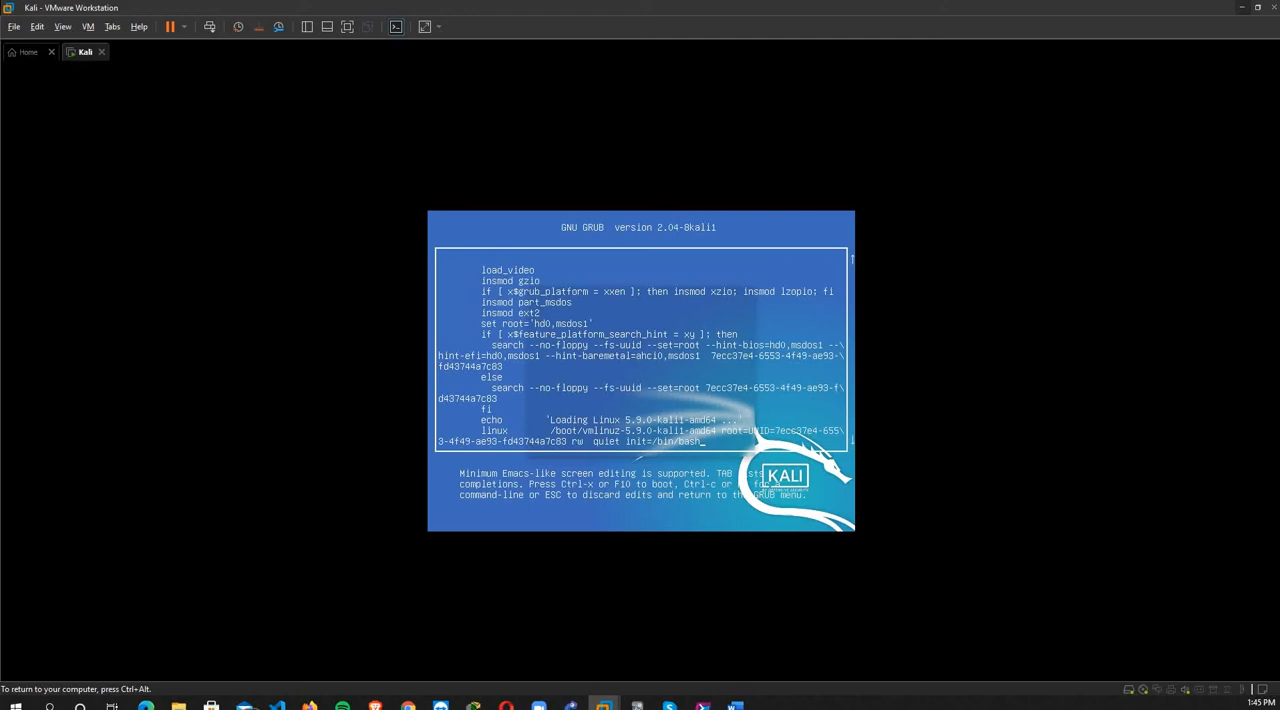 Kali - VMware Workstation
File Edit View VM Tabs Help
Home Kali
GNU GRUB version 2.04-8kali1
load_video
insmod gzio
if [ x$grub_platform = xxen ]; then insmod xzio; insmod lzopio; fi
insmod part_msdos
insmod ext2
set root='hd0,msdos1'
if [ x$feature_platform_search_hint = xy ]; then
search --no-floppy --fs-uuid --set=root --hint-bios=hd0,msdos1 --\
hint-efi=hd0,msdos1 --hint-baremetal=ahci0,msdos1 7ecc37e4-6553-4f49-ae93-\
fd43744a7c83
else
search --no-floppy --fs-uuid --set=root 7ecc37e4-6553-4f49-ae93-f\
d43744a7c83
fi
echo 'Loading Linux 5.9.0-kali1-amd64 ...'
linux /boot/vmlinuz-5.9.0-kali1-amd64 root=UUID=7ecc37e4-655\
3-4f49-ae93-fd43744a7c83 rw quiet init=/bin/bash_
Minimum Emacs-like screen editing is supported. TAB
completions. Press Ctrl-x or F10 to boot, Ctrl-c or
command-line or ESC to discard edits and return to the GRUB menu.
KALI
To return to your computer, press Ctrl+Alt.
1:45 PM